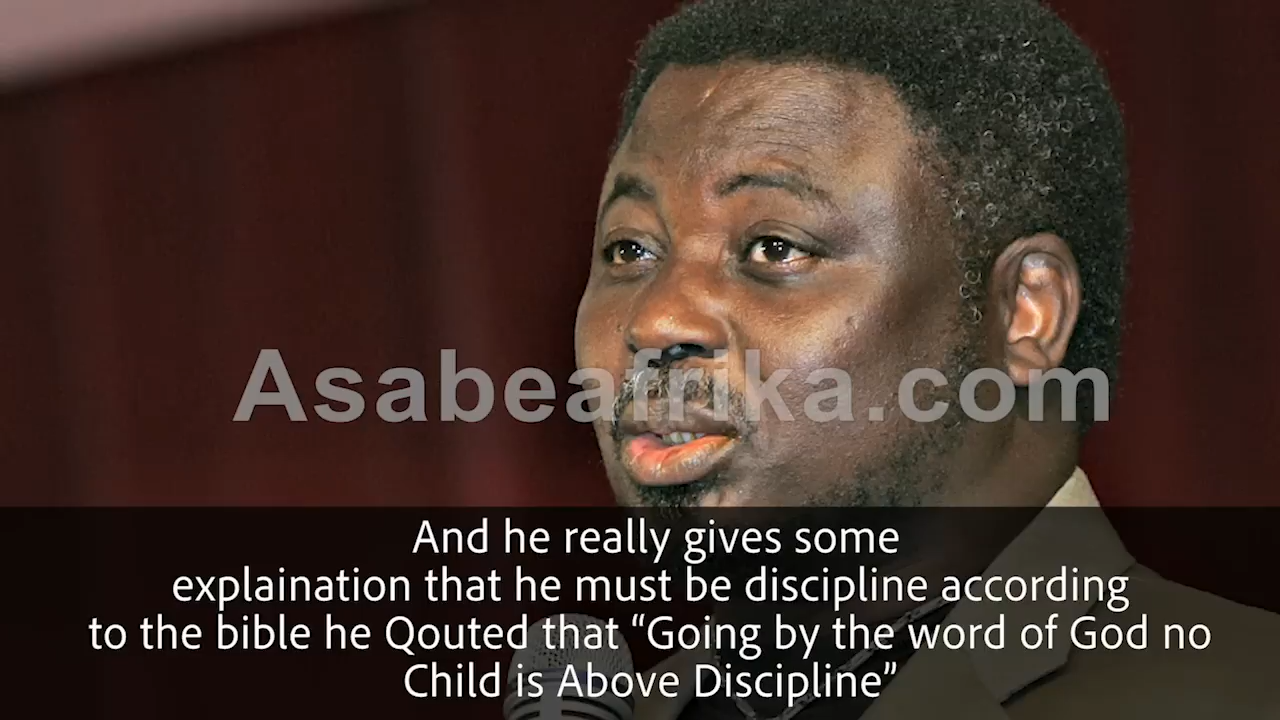 Asabeafrika.com
And he really gives some
explaination that he must be discipline according
to the bible he Qouted that “Going by the word of God no
Child is Above Discipline”